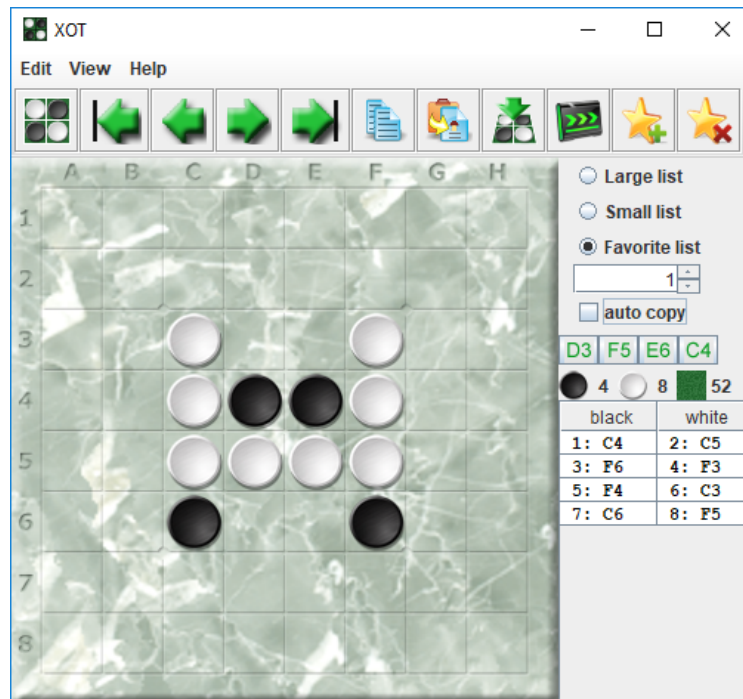 XOT
Edit View Help
A B C D E F G H
Large list
1
Small list
Favorite list
2
1
auto copy
3
D3 F5 E6 C4
4 8 52
4
black white
1: C4 2: C5
3: F6 4: F3
5
5: F4 6: C3
7: C6 8: F5
6
7
8